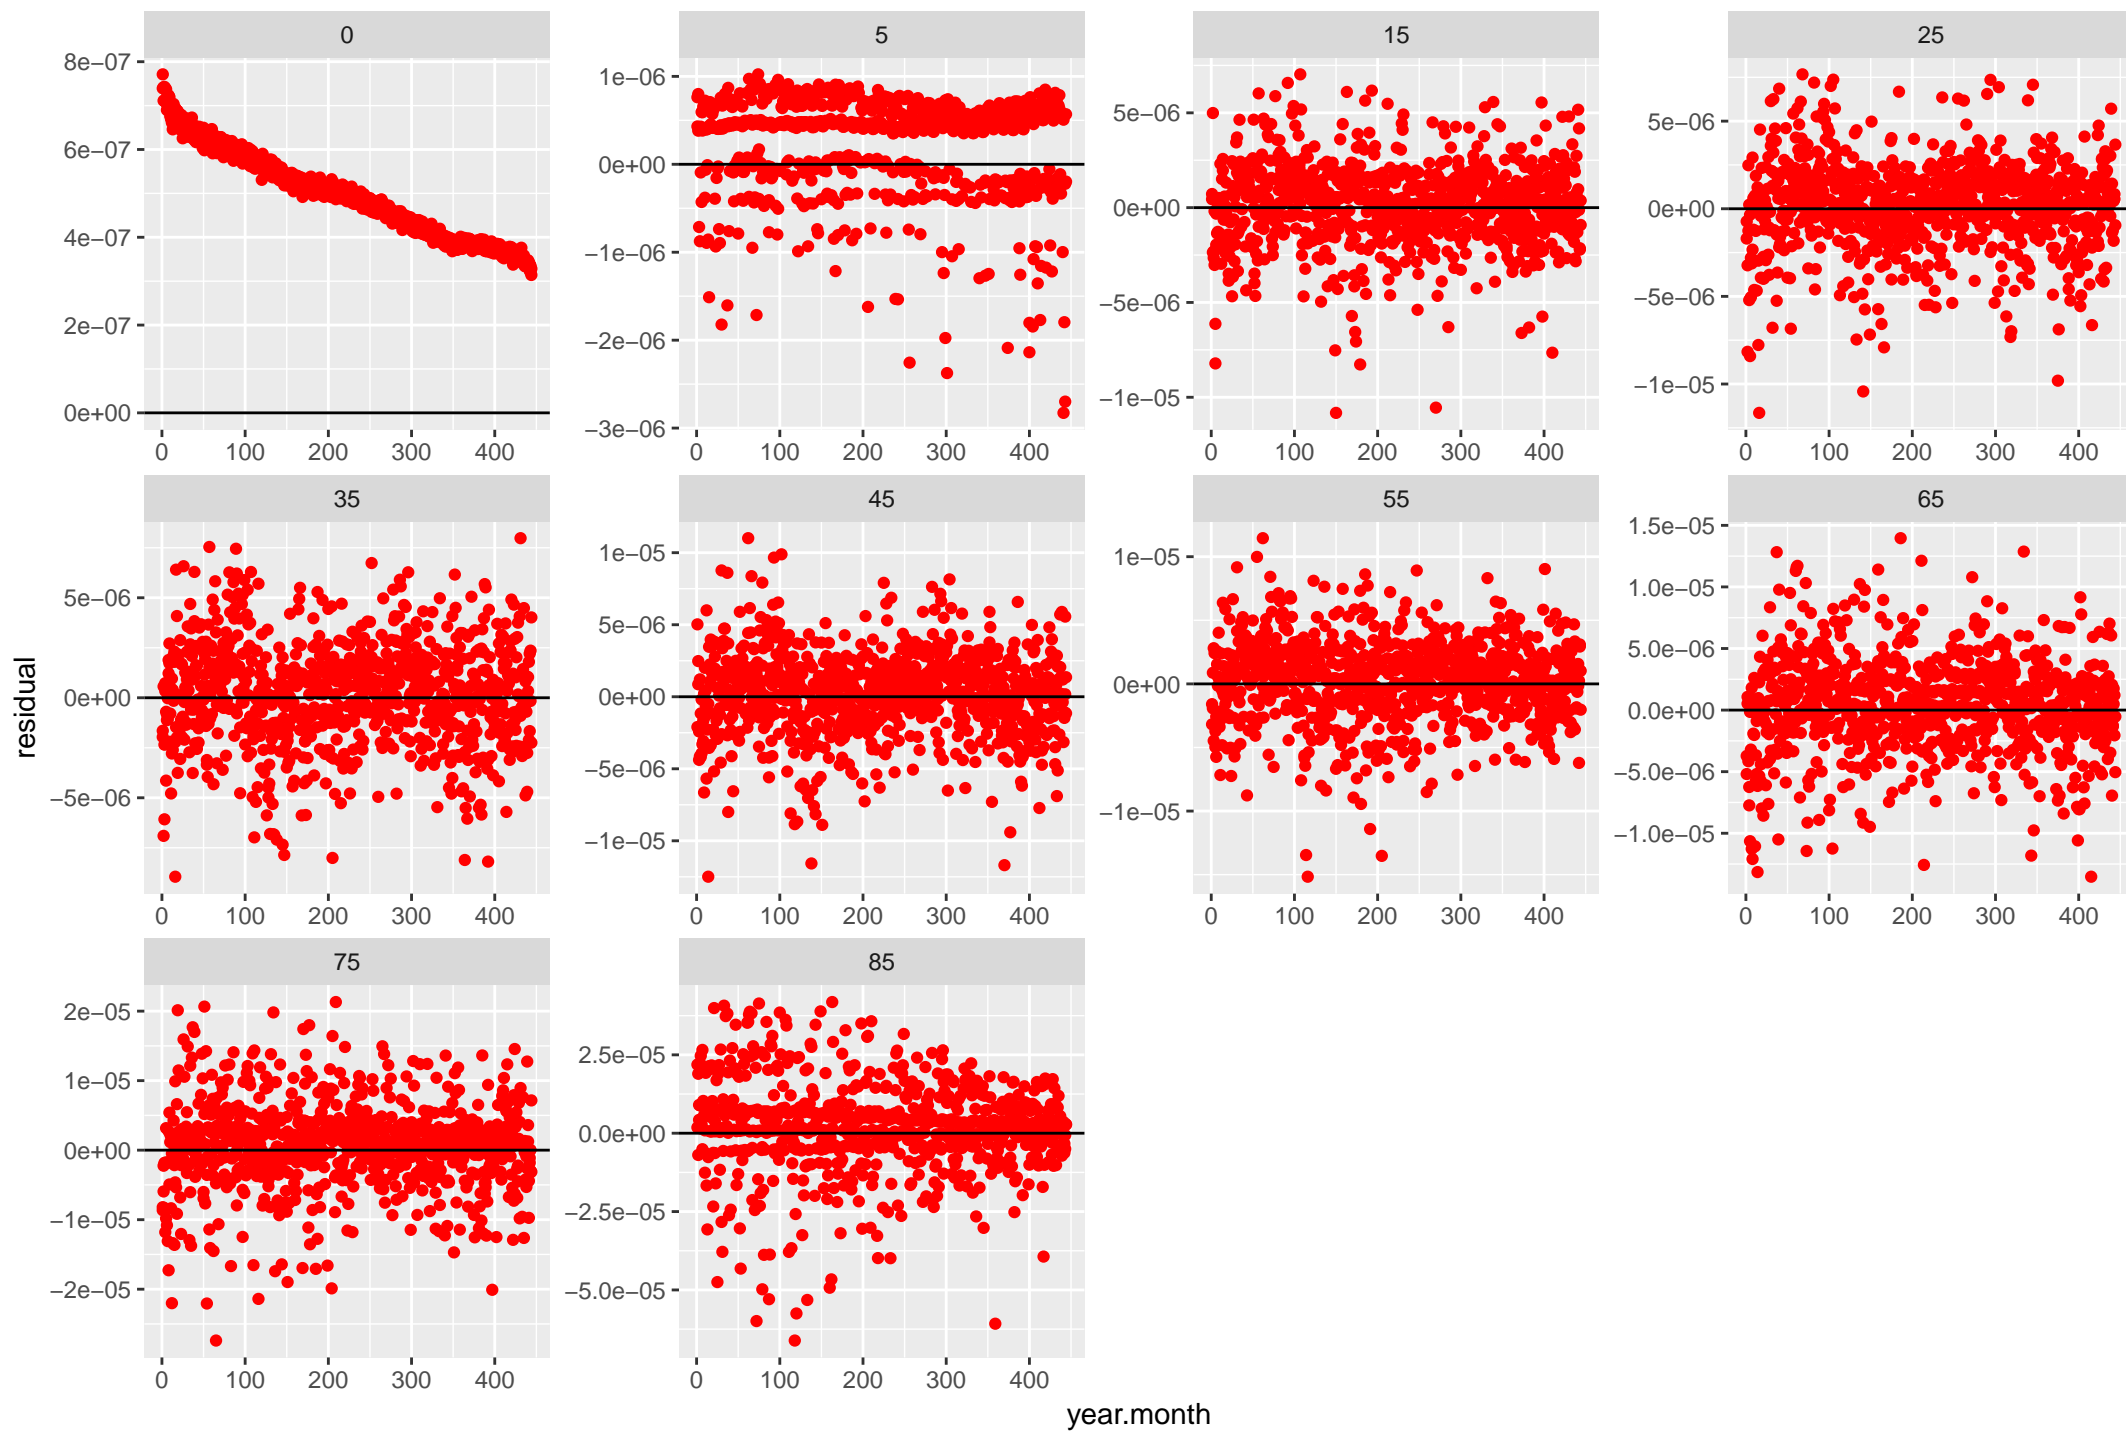 0 5 15 25
8e−07
6e−07
4e−07
2e−07
0e+00
1e−06
0e+00
−1e−06
−2e−06
−3e−06
5e−06
0e+00
−5e−06
−1e−05
5e−06
0e+00
−5e−06
−1e−05
0 100 200 300 400 0 100 200 300 400 0 100 200 300 400 0 100 200 300 400
35 45 55 65
5e−06
0e+00
−5e−06
1e−05
5e−06
0e+00
−5e−06
−1e−05
1e−05
0e+00
−1e−05
1.5e−05
1.0e−05
5.0e−06
0.0e+00
−5.0e−06
−1.0e−05
0 100 200 300 400 0 100 200 300 400 0 100 200 300 400 0 100 200 300 400
residual
75 85
2e−05
1e−05
0e+00
−1e−05
−2e−05
2.5e−05
0.0e+00
−2.5e−05
−5.0e−05
0 100 200 300 400 0 100 200 300 400
year.month